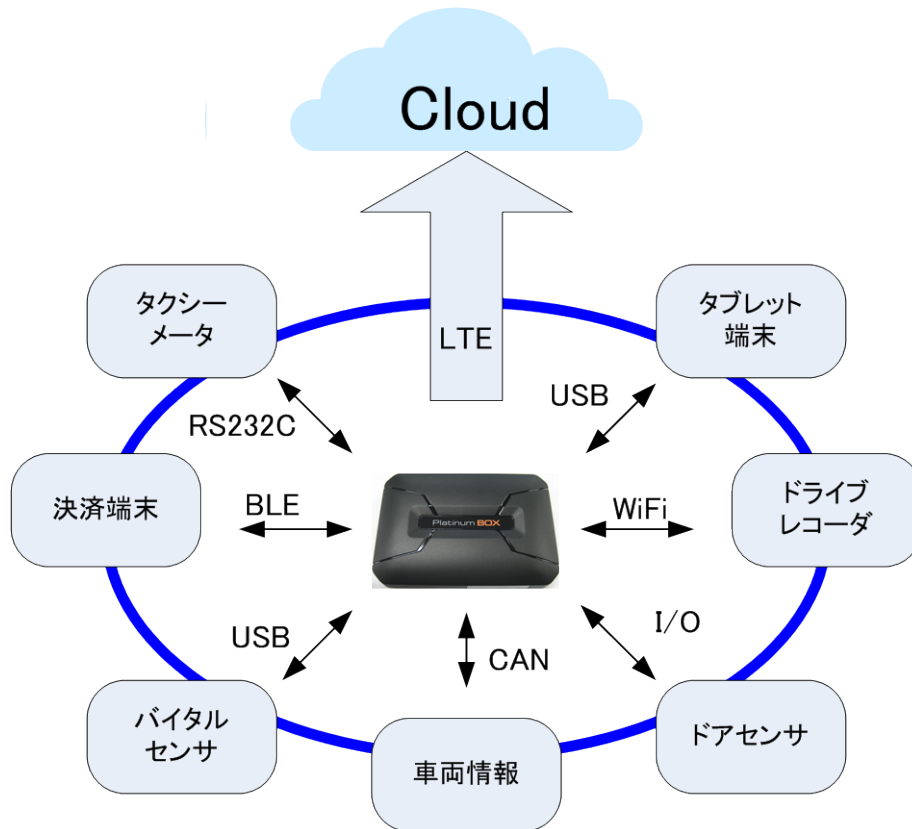 Cloud
タクシー
メータ
タブレット
端末
LTE
USB
RS232C
決済端末
BLE
Platinum BOX
WiFi
ドライブ
レコーダ
USB
I/O
CAN
バイタル
センサ
車両情報
ドアセンサ